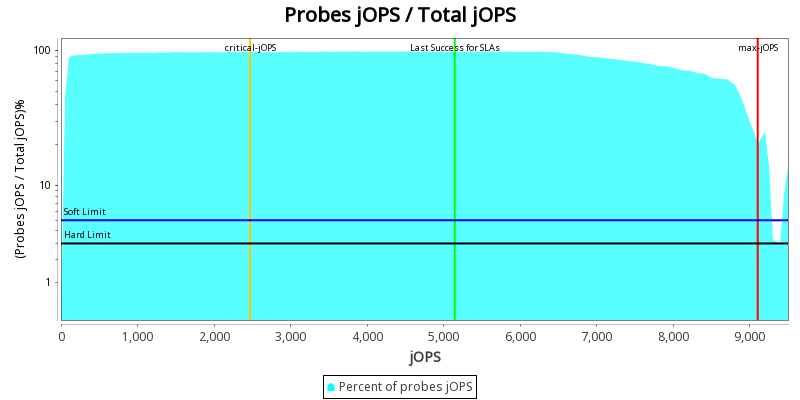 Probes jOPS / Total jOPS
critical-jOPS
Last Success for SLAs
max-jOPS
100
10
1
(Probes jOPS / Total jOPS)%
Soft Limit
Hard Limit
0
1,000
2,000
3,000
4,000
5,000
6,000
7,000
8,000
9,000
jOPS
Percent of probes jOPS